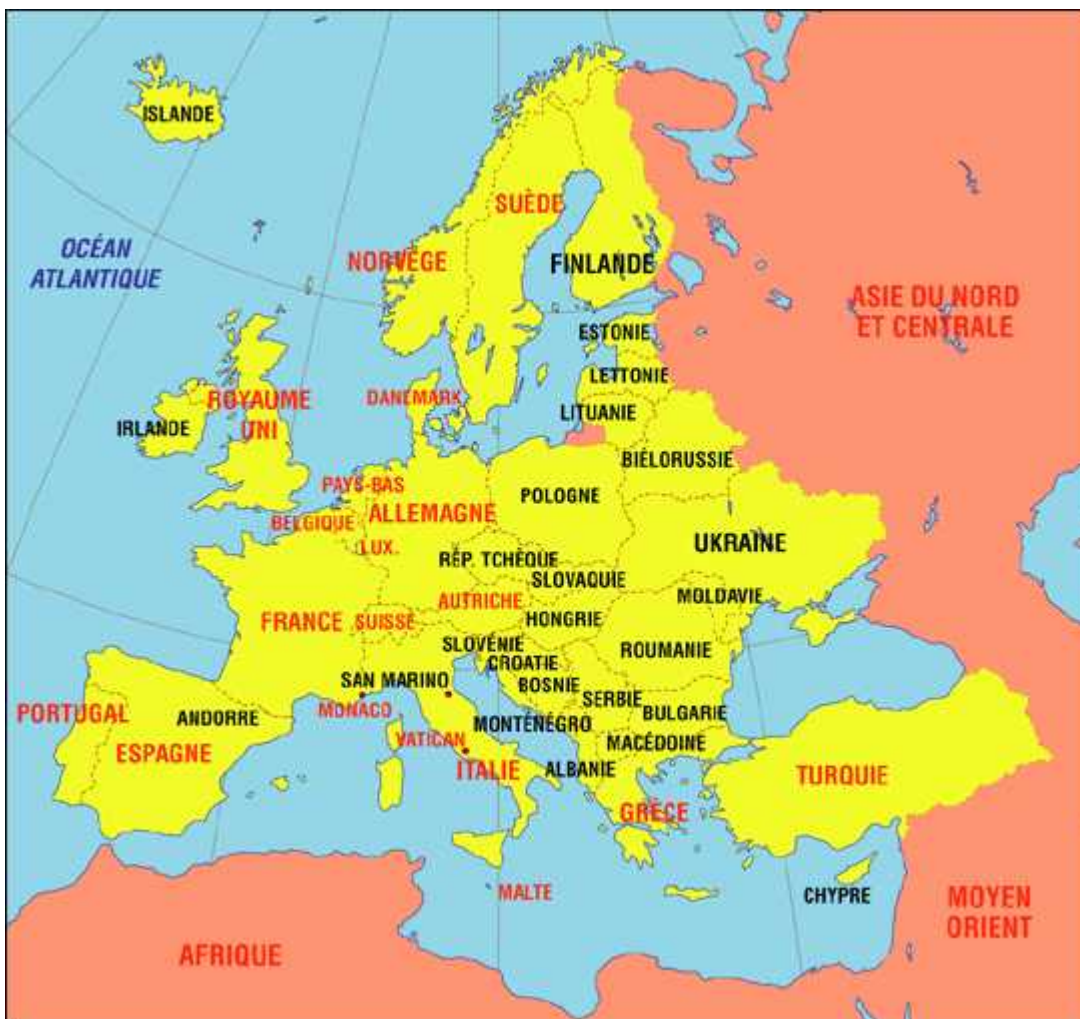 ISLANDE
SUÈDE
OCÉAN
ATLANTIQUE
NORVÈGE
FINLANDE
ASIE DU NORD
ET CENTRALE
ESTONIE
LETTONIE
DANEMARK
ROYAUME
UNI
LITUANIE
IRLANDE
BIÉLORUSSIE
PAYS-BAS
POLOGNE
ALLEMAGNE
BELGIQUE
UKRAÏNE
LUX.
RÉP. TCHÈQUE
SLOVAQUIE
AUTRICHE
MOLDAVIE
FRANCE
SUISSE
HONGRIE
SLOVÉNIE
ROUMANIE
CROATIE
SAN MARINO
BOSNIE
SERBIE
MONACO
BULGARIE
PORTUGAL
ANDORRE
MONTÉNÉGRO
VATICAN
MACÉDOINE
ESPAGNE
ITALIE
ALBANIE
TURQUIE
GRÈCE
MALTE
CHYPRE
MOYEN
ORIENT
AFRIQUE